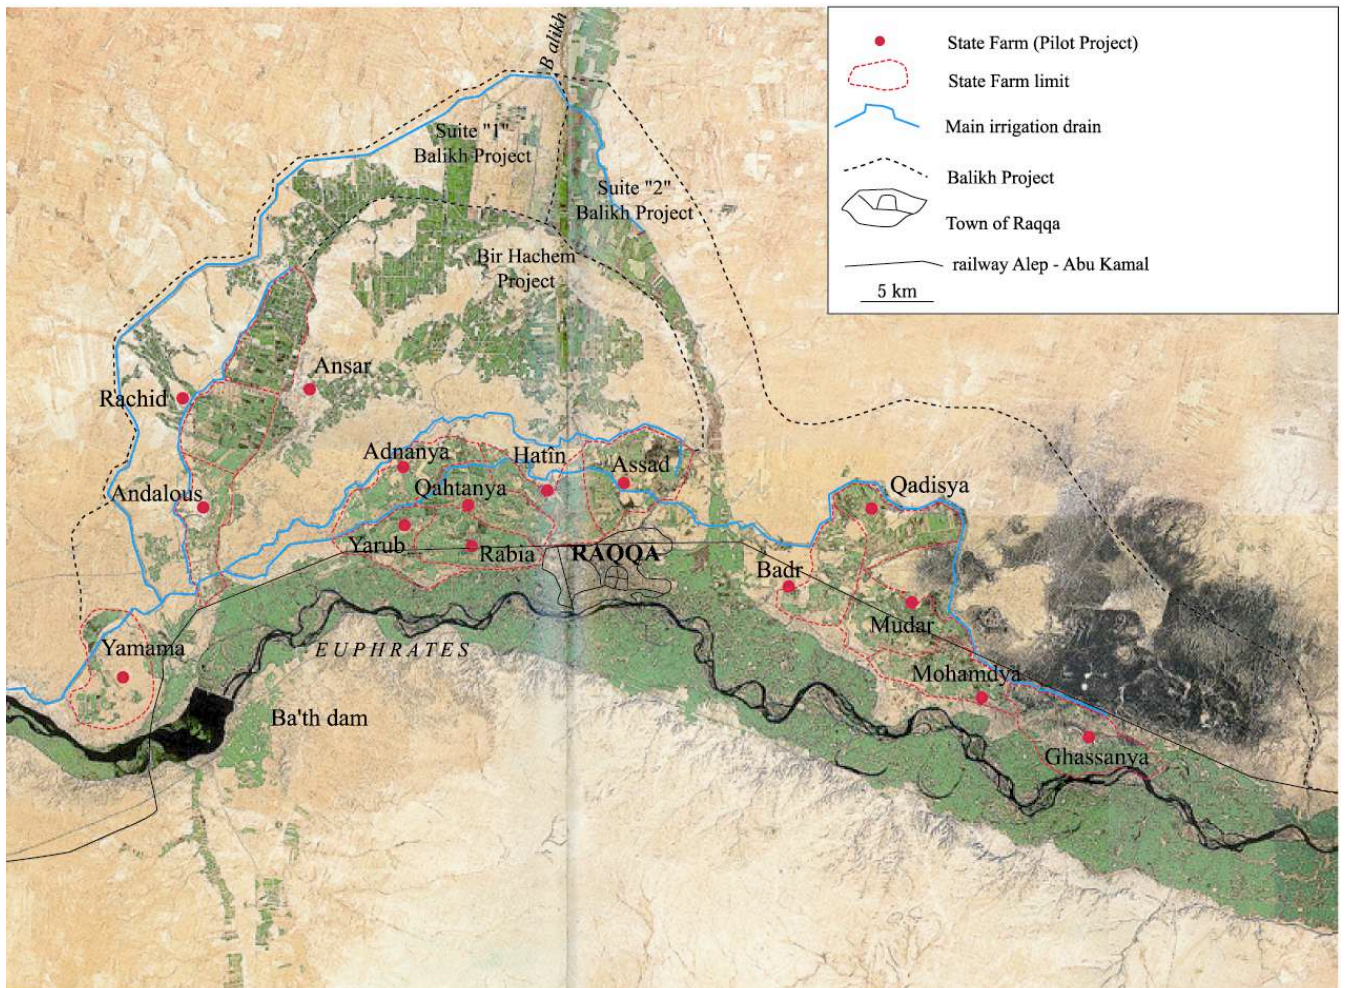 B alikh
State Farm (Pilot Project)
State Farm limit
Main irrigation drain
Balikh Project
Town of Raqqa
railway Alep - Abu Kamal
5 km
Suite "1"
Balikh Project
Suite "2"
Balikh Project
Bir Hachem
Project
Ansar
Rachid
Adnanya
Hatîn
Assad
Qahtanya
Andalous
Qadisya
Yarub
Rabia
RAQQA
Badr
Mudar
Yamama
EUPHRATES
Mohamdya
Ba'th dam
Ghassanya